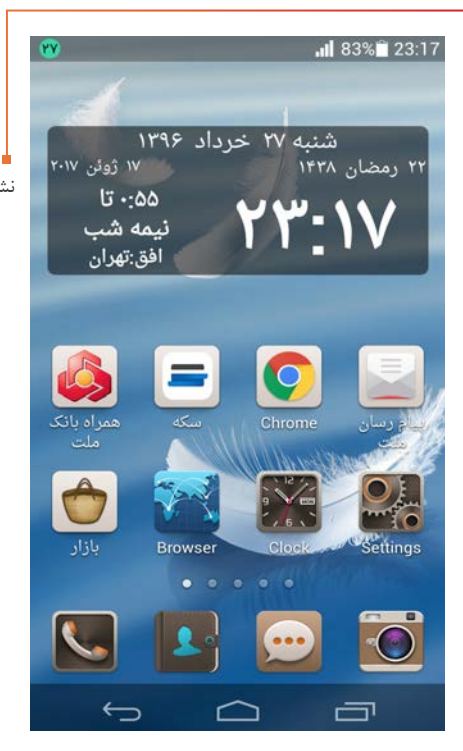 ۲۷
83% 23:17
شنبه ۲۷ خرداد ۱۳۹۶
۲۲ رمضان ۱۴۳۸
۱۷ ژوئن ۲۰۱۷
۲۳:۱۷
۰:۵۵ تا
نیمه شب
افق:تهران
همراه بانک
ملت
سکه
Chrome
پیام رسان
ملت
بازار
Browser
Clock
Settings